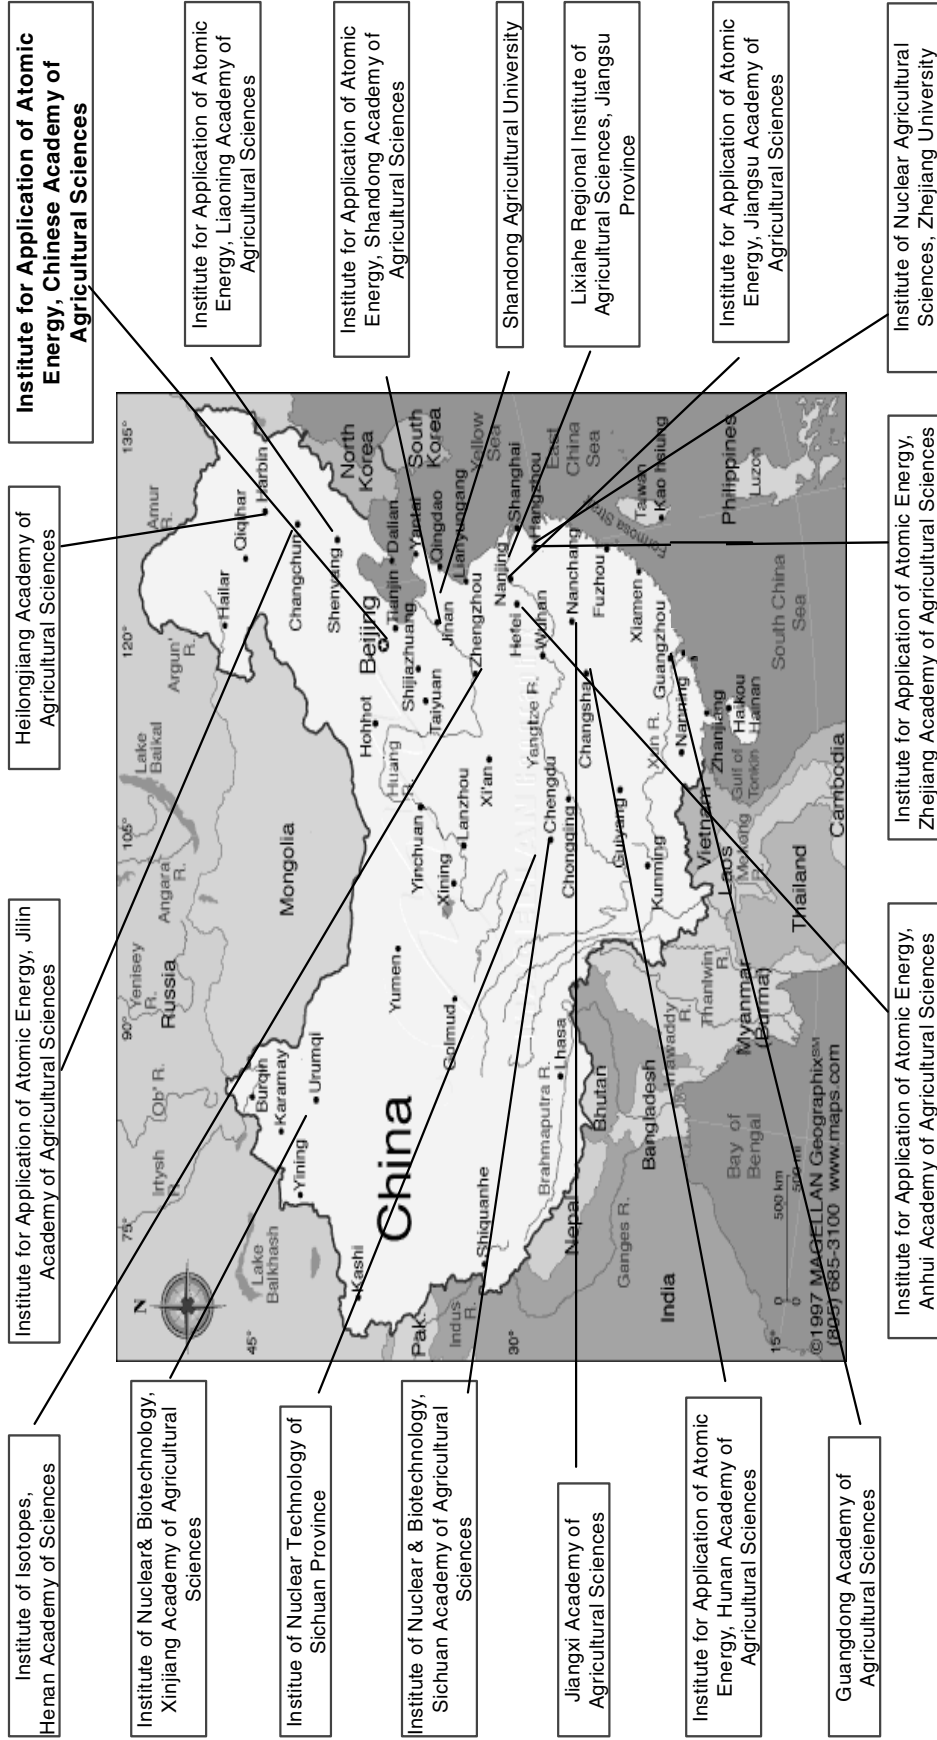 Institute of Isotopes,
Henan Academy of Sciences
Institute for Application of Atomic Energy, Jilin
Academy of Agricultural Sciences
Heilongjiang Academy of
Agricultural Sciences
Institute for Application of Atomic
Energy, Chinese Academy of
Agricultural Sciences
Institute of Nuclear& Biotechnology,
Xinjiang Academy of Agricultural
Sciences
Institue of Nuclear Technology of
Sichuan Province
Institute of Nuclear & Biotechnology,
Sichuan Academy of Agricultural
Sciences
Jiangxi Academy of
Agricultural Sciences
Institute for Application of Atomic
Energy, Hunan Academy of
Agricultural Sciences
Guangdong Academy of
Agricultural Sciences
N
75°
90°
105°
120°
135°
45°
30°
15°
Irtysh
R.
Ob' R.
Yenisey
R.
Russia
Angara
R.
Lake
Baikal
Argun'
R.
Amur
R.
Lake
Balkhash
Mongolia
Burqin
Karamay
Yining
Urumqi
Kashi
Hailar
Qiqihar
Harbin
Changchun
Shenyang
North
Korea
South
Korea
Beijing
Tianjin
Dalian
Hohhot
Shijiazhuang
Yantai
Taiyuan
Jinan
Qingdao
Yellow
Sea
Huang
R.
Yumen
Yinchuan
Xining
Lanzhou
Golmud
Xi'an
Zhengzhou
Lianyungang
China
Pak.
Indus
R.
Shiquanhe
Nanjing
Shanghai
Hefei
Hangzhou
Wuhan
Yangtze R.
East
China
Sea
Chengdu
Chongqing
Lhasa
Brahmaputra R.
Nepal
Bhutan
Nanchang
Changsha
Fuzhou
Formosa Strait
Taiwan
Kao hsiung
Guiyang
Xiamen
Kunming
Xun R.
Guangzhou
Nanning
Ganges R.
Bangladesh
India
Irrawaddy
R.
Thanlwin
R.
Myanmar
(Burma)
Vietnam
Laos
Mekong
R.
Zhanjiang
Haikou
Hainan
Gulf of
Tonkin
South China
Sea
Philippines
Luzon
Thailand
Cambodia
Bay of
Bengal
0
500 km
0
500 mi
©1997 MAGELLAN Geographix℠
(805) 685-3100 www.maps.com
Institute for Application of Atomic
Energy, Liaoning Academy of
Agricultural Sciences
Institute for Application of Atomic
Energy, Shandong Academy of
Agricultural Sciences
Shandong Agricultural University
Lixiahe Regional Institute of
Agricultural Sciences, Jiangsu
Province
Institute for Application of Atomic
Energy, Jiangsu Academy of
Agricultural Sciences
Institute for Application of Atomic Energy,
Anhui Academy of Agricultural Sciences
Institute for Application of Atomic Energy,
Zhejiang Academy of Agricultural Sciences
Institute of Nuclear Agricultural
Sciences, Zhejiang University